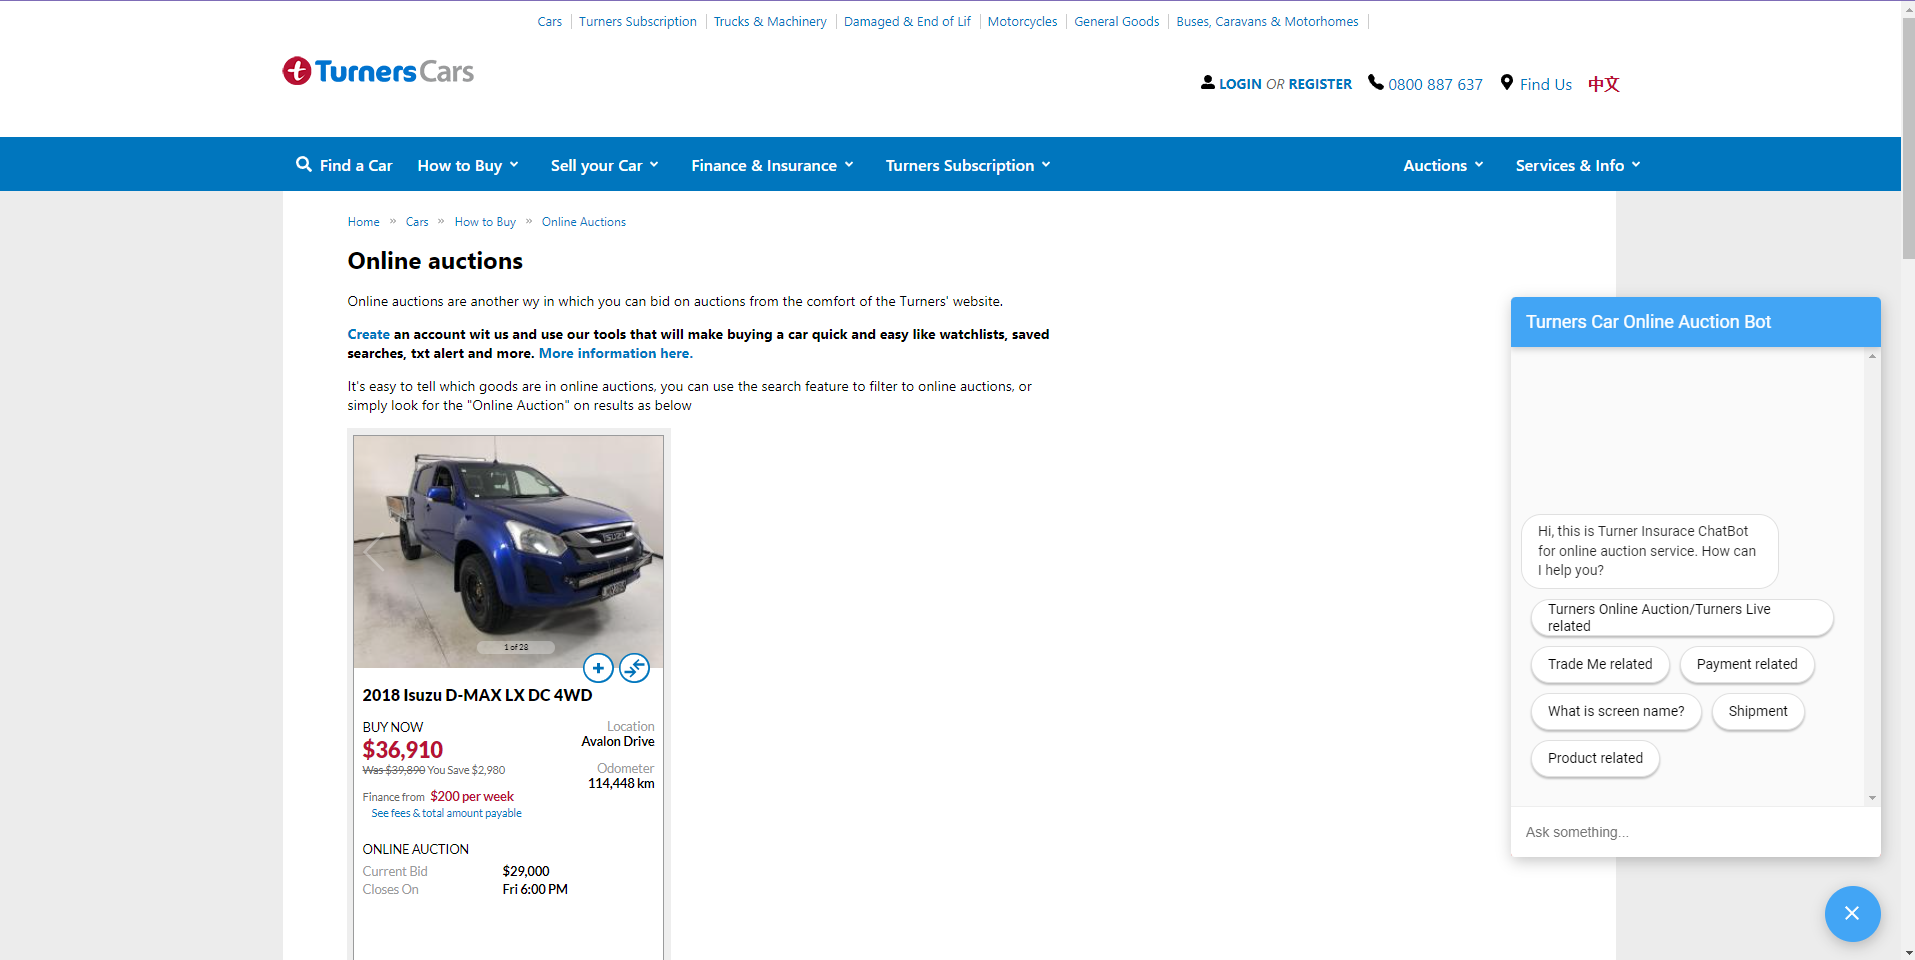 Cars Turners Subscription Trucks & Machinery Damaged & End of Lif Motorcycles General Goods Buses, Caravans & Motorhomes
Turners Cars
LOGIN OR REGISTER 0800 887 637 Find Us 中文
Find a Car How to Buy Sell your Car Finance & Insurance Turners Subscription Auctions Services & Info
Home » Cars » How to Buy » Online Auctions
Online auctions
Online auctions are another wy in which you can bid on auctions from the comfort of the Turners' website.
Create an account wit us and use our tools that will make buying a car quick and easy like watchlists, saved
searches, txt alert and more. More information here.
It's easy to tell which goods are in online auctions, you can use the search feature to filter to online auctions, or
simply look for the "Online Auction" on results as below
ISUZU
1 of 28
2018 Isuzu D-MAX LX DC 4WD
BUY NOW
$36,910
Was $39,890 You Save $2,980
Location
Avalon Drive
Odometer
114,448 km
Finance from $200 per week
See fees & total amount payable
ONLINE AUCTION
Current Bid $29,000
Closes On Fri 6:00 PM
Turners Car Online Auction Bot
Hi, this is Turner Insurace ChatBot
for online auction service. How can
I help you?
Turners Online Auction/Turners Live
related
Trade Me related
Payment related
What is screen name?
Shipment
Product related
Ask something...